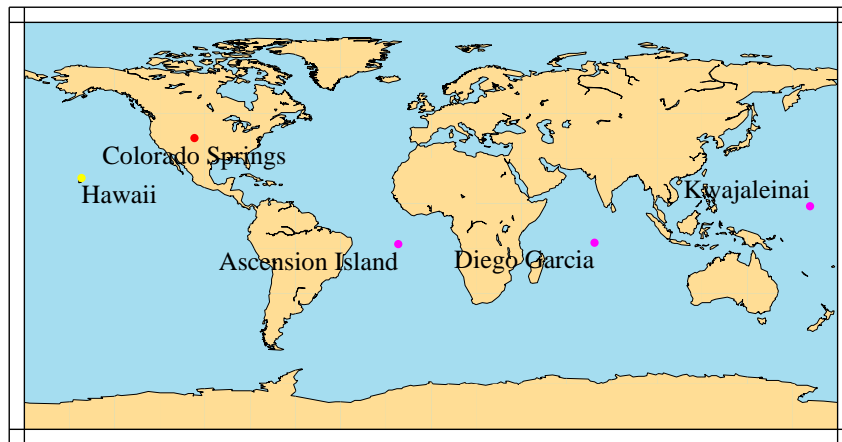 Colorado Springs
Kwajaleinai
Hawaii
Ascension Island
Diego Garcia